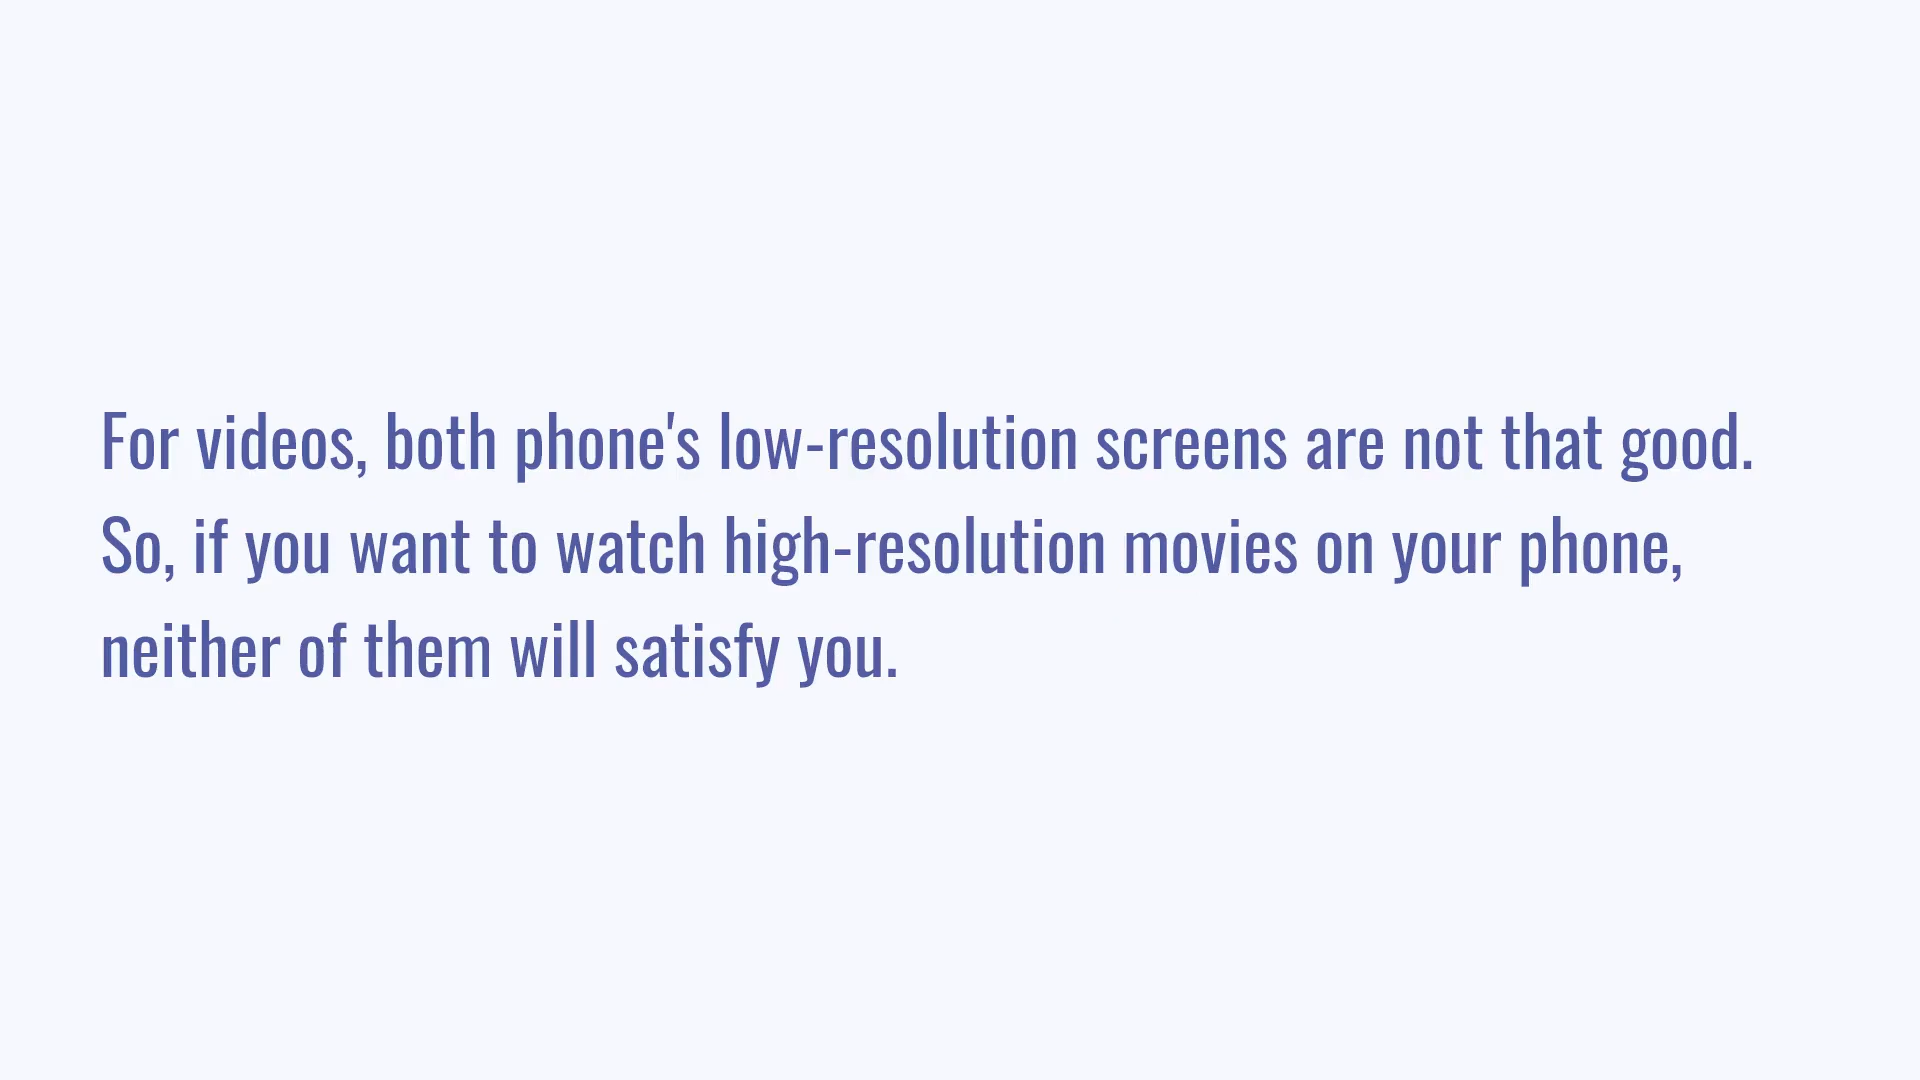 For videos, both phone's low-resolution screens are not that good.
So, if you want to watch high-resolution movies on your phone,
neither of them will satisfy you.